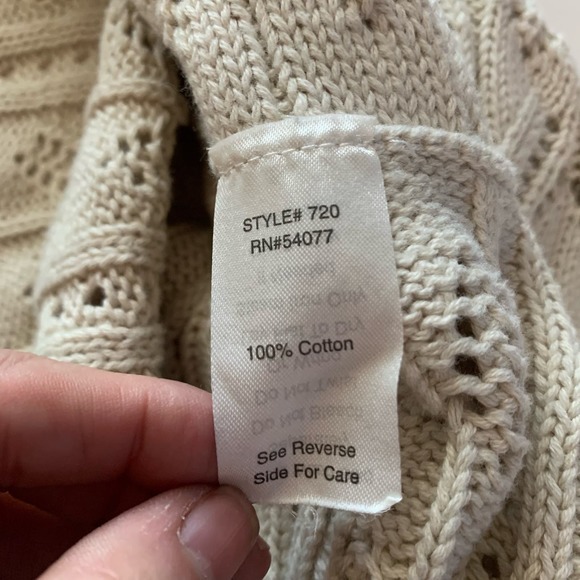 STYLE# 720
RN#54077
100% Cotton
See Reverse
Side For Care